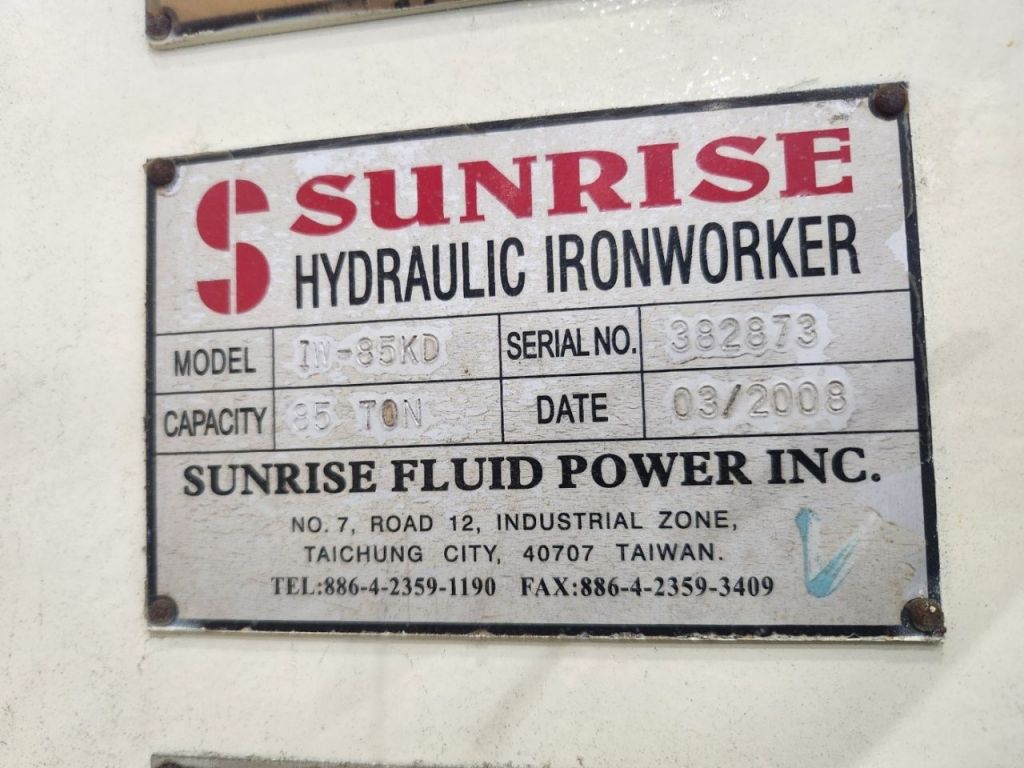 S SUNRISE
HYDRAULIC IRONWORKER
MODEL IW-85KD SERIAL NO. 382873
CAPACITY 85 TON DATE 03/2008
SUNRISE FLUID POWER INC.
NO. 7, ROAD 12, INDUSTRIAL ZONE,
TAICHUNG CITY, 40707 TAIWAN.
TEL:886-4-2359-1190 FAX:886-4-2359-3409